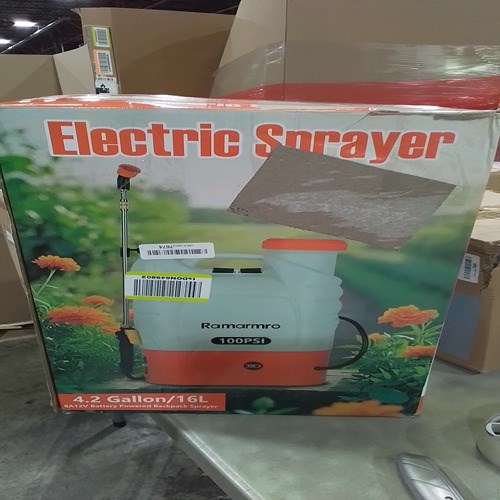 Electric Sprayer
Ramarmro
100PSI
4.2 Gallon/16L
8A12V Battery Powered Backpack Sprayer